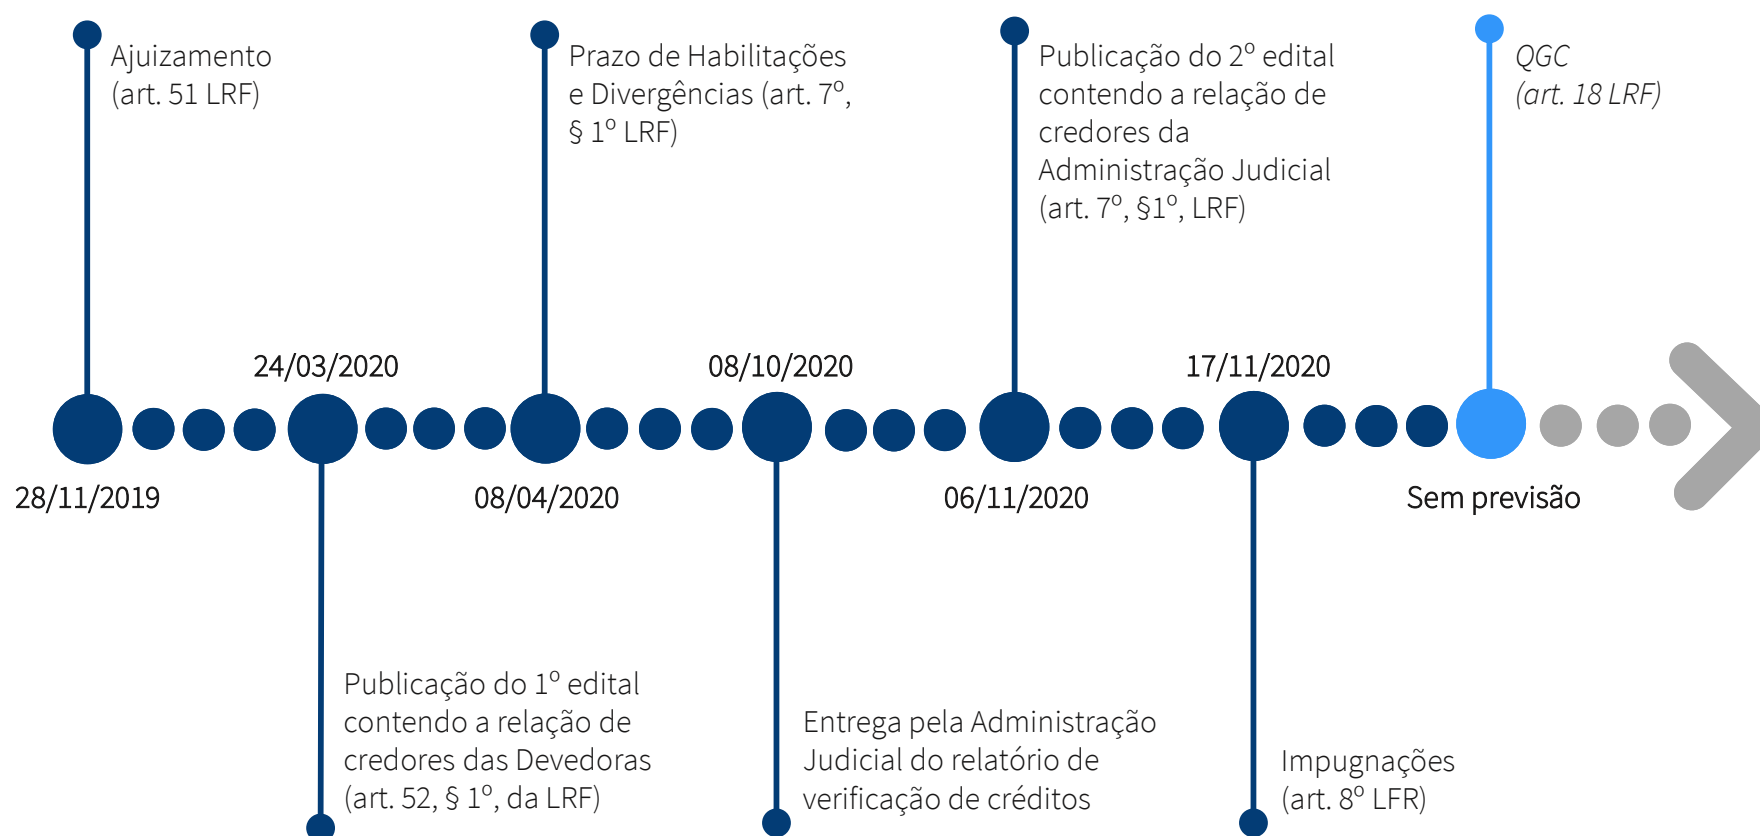 Ajuizamento
(art. 51 LRF)
Prazo de Habilitações
e Divergências (art. 7º,
§ 1º LRF)
Publicação do 2º edital
contendo a relação de
credores da
Administração Judicial
(art. 7º, §1º, LRF)
QGC
(art. 18 LRF)
24/03/2020
08/10/2020
17/11/2020
28/11/2019
08/04/2020
06/11/2020
Sem previsão
Publicação do 1º edital
contendo a relação de
credores das Devedoras
(art. 52, § 1º, da LRF)
Entrega pela Administração
Judicial do relatório de
verificação de créditos
Impugnações
(art. 8º LFR)